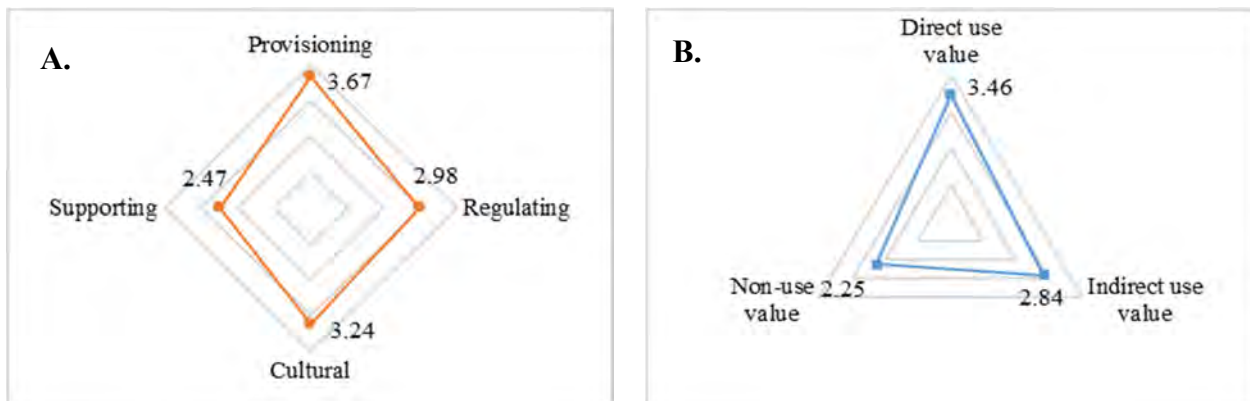 A.
Provisioning
3.67
2.47
2.98
Supporting
Regulating
3.24
Cultural
B.
Direct use
value
3.46
Non-use
value
2.25
2.84
Indirect use
value